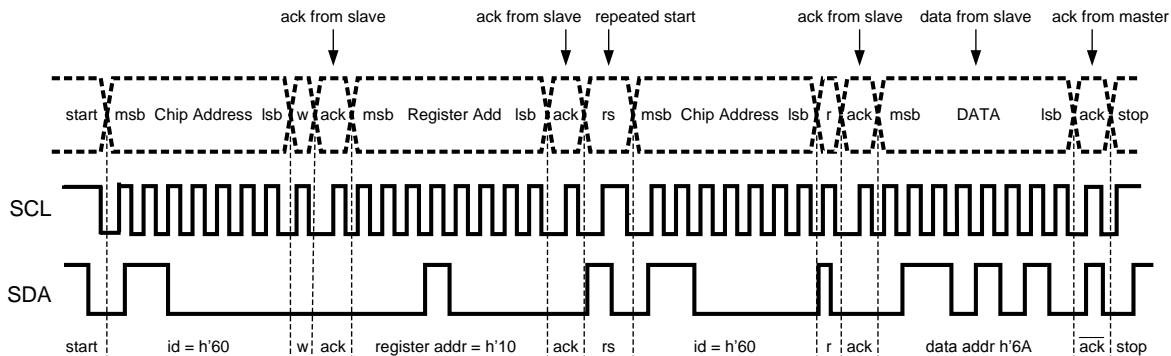 ack from slave ack from slave repeated start ack from slave data from slave ack from master
start msb Chip Address lsb w ack msb Register Add lsb ack rs msb Chip Address lsb r ack msb DATA lsb ack stop
SCL
SDA
start id = h'60 w ack register addr = h'10 ack rs id = h'60 r ack data addr h'6A ack stop